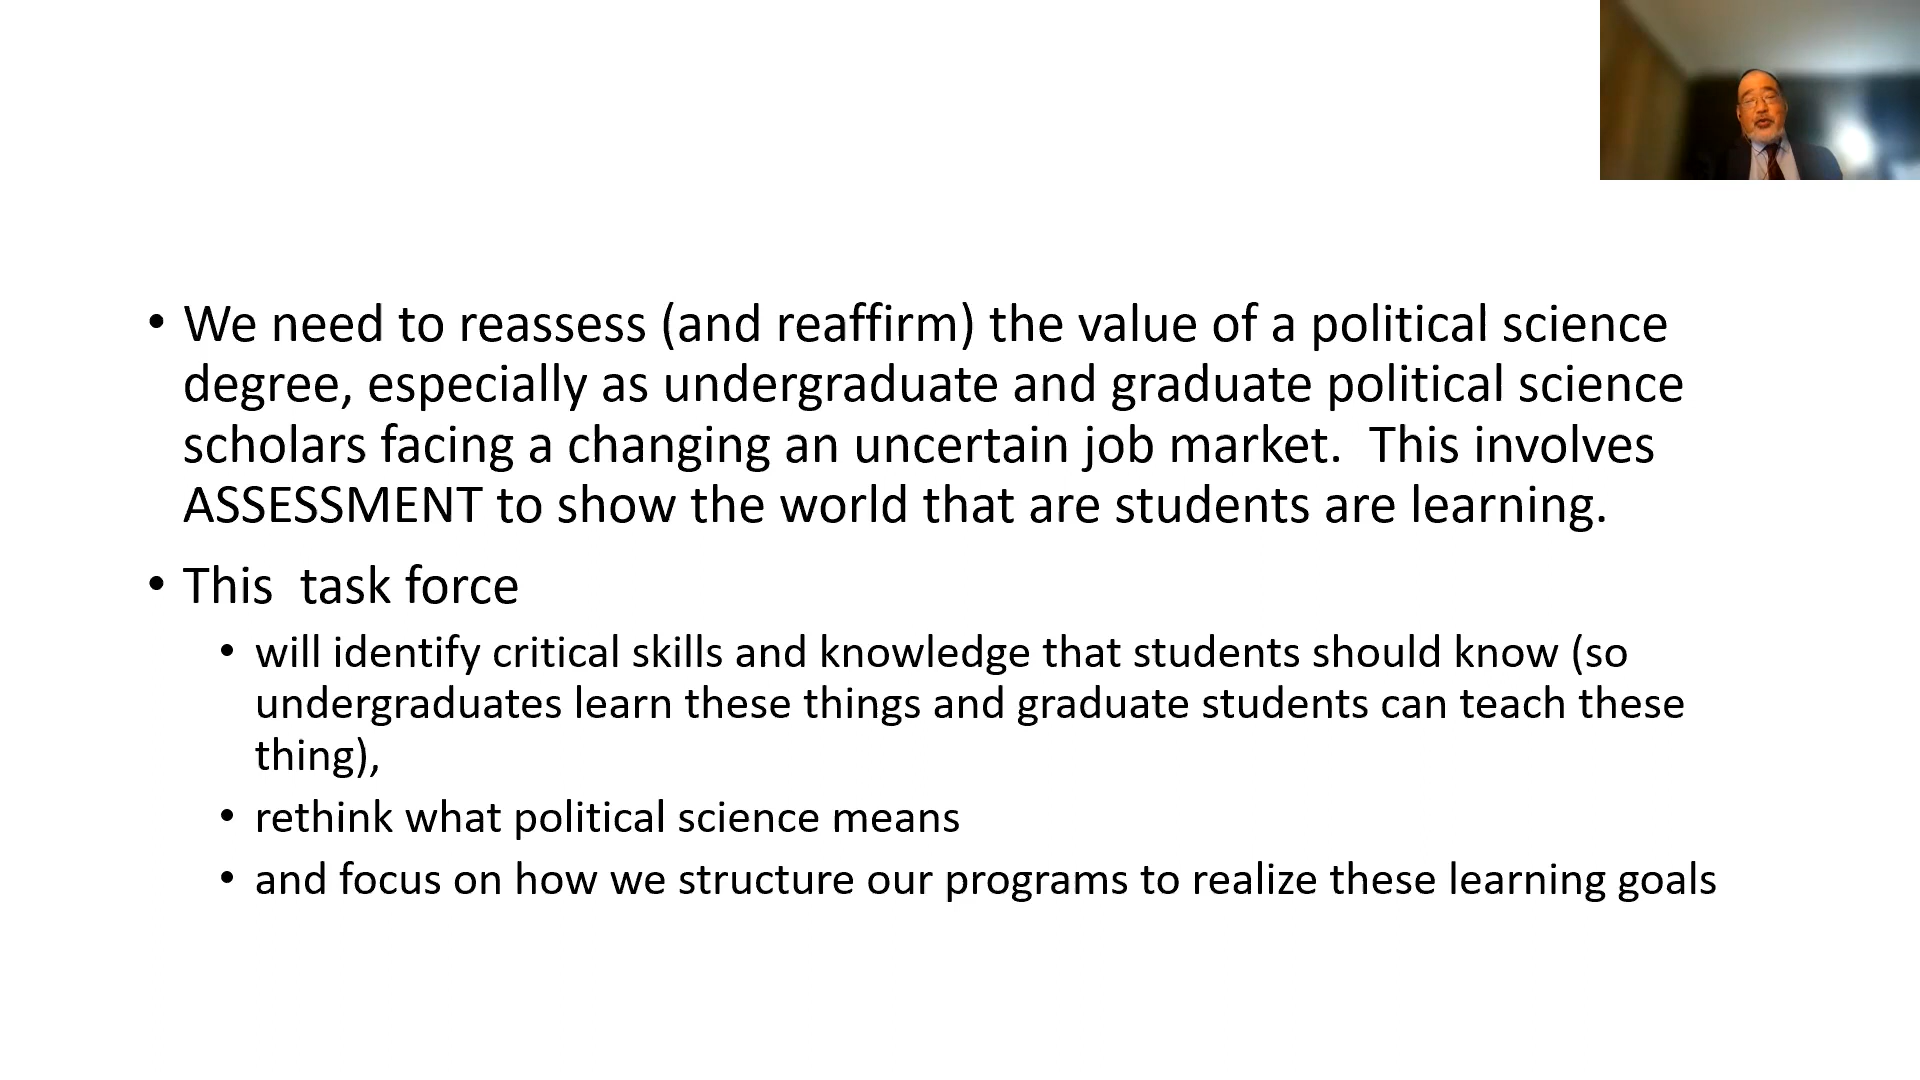 • We need to reassess (and reaffirm) the value of a political science
degree, especially as undergraduate and graduate political science
scholars facing a changing an uncertain job market.  This involves
ASSESSMENT to show the world that are students are learning.
• This  task force
• will identify critical skills and knowledge that students should know (so
undergraduates learn these things and graduate students can teach these
thing),
• rethink what political science means
• and focus on how we structure our programs to realize these learning goals